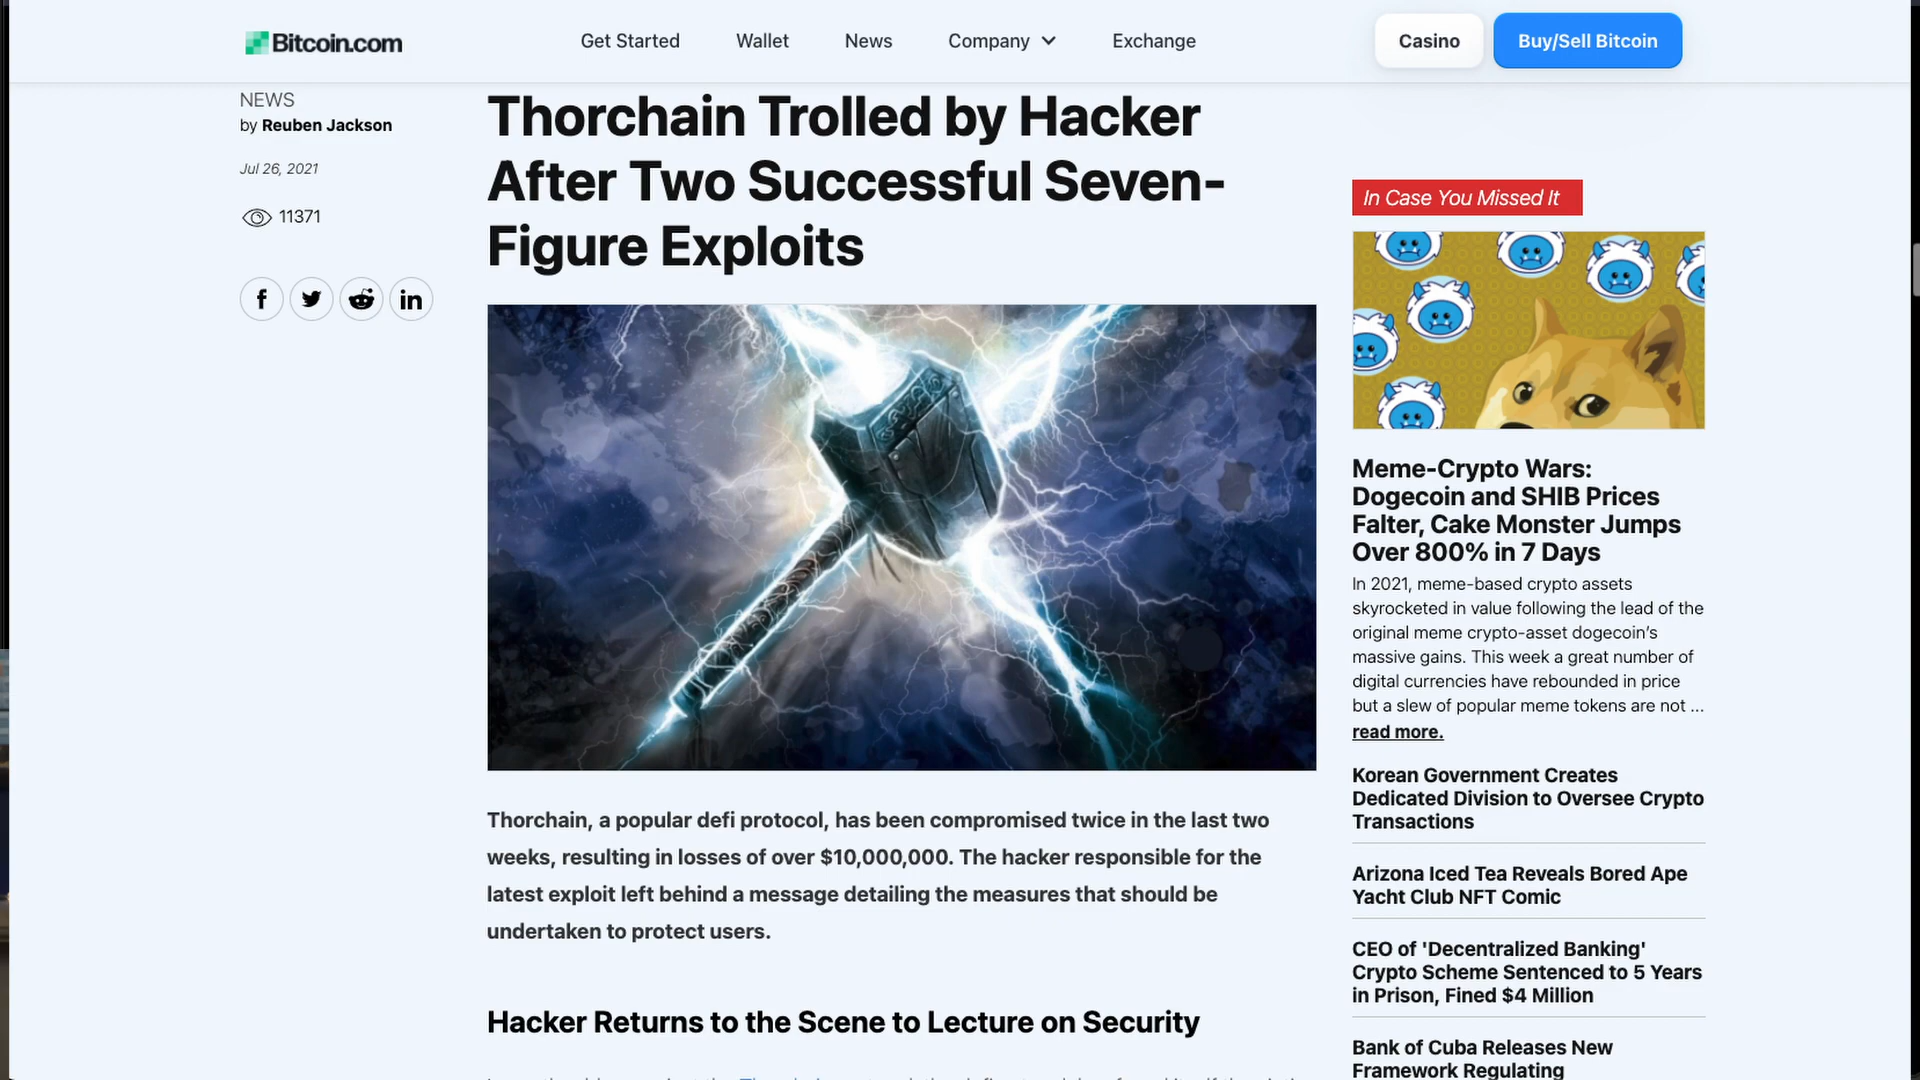 Bitcoin.com
Get Started
Wallet
News
Company
Exchange
Casino
Buy/Sell Bitcoin
NEWS
by Reuben Jackson
Jul 26, 2021
11371
Thorchain Trolled by Hacker
After Two Successful Seven-
Figure Exploits
Thorchain, a popular defi protocol, has been compromised twice in the last two
weeks, resulting in losses of over $10,000,000. The hacker responsible for the
latest exploit left behind a message detailing the measures that should be
undertaken to protect users.
Hacker Returns to the Scene to Lecture on Security
In Case You Missed It
Meme-Crypto Wars:
Dogecoin and SHIB Prices
Falter, Cake Monster Jumps
Over 800% in 7 Days
In 2021, meme-based crypto assets
skyrocketed in value following the lead of the
original meme crypto-asset dogecoin’s
massive gains. This week a great number of
digital currencies have rebounded in price
but a slew of popular meme tokens are not ...
read more.
Korean Government Creates
Dedicated Division to Oversee Crypto
Transactions
Arizona Iced Tea Reveals Bored Ape
Yacht Club NFT Comic
CEO of 'Decentralized Banking'
Crypto Scheme Sentenced to 5 Years
in Prison, Fined $4 Million
Bank of Cuba Releases New
Framework Regulating